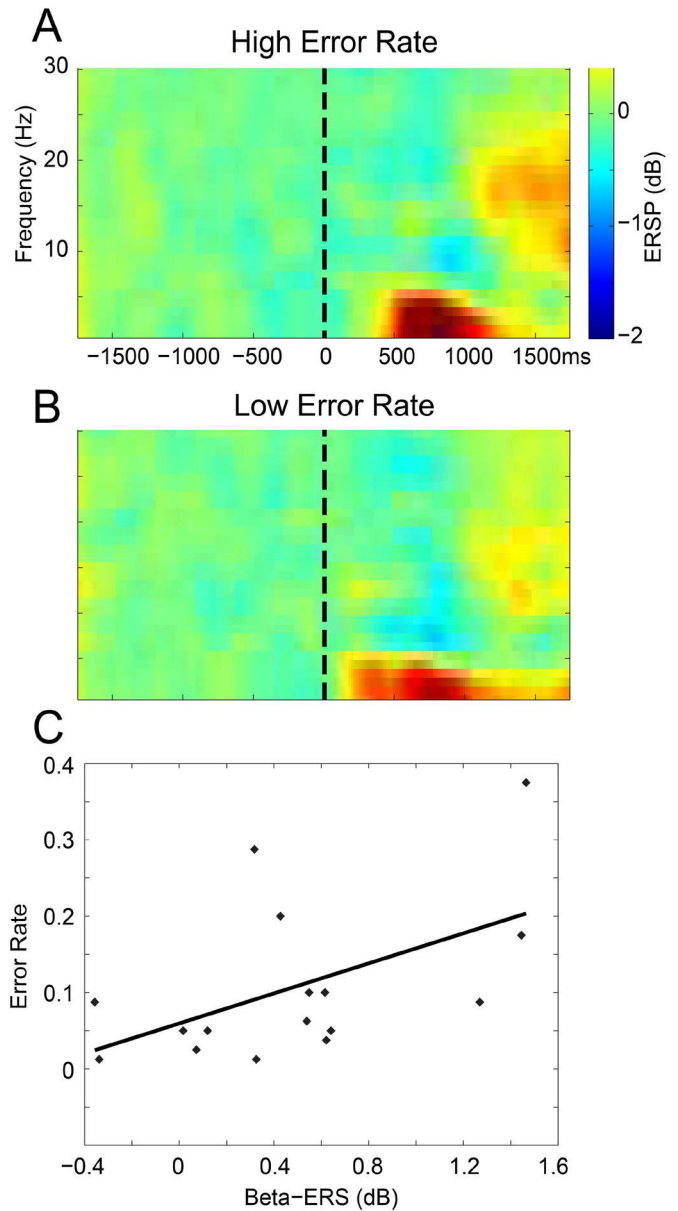 A
High Error Rate
30
20
10
Frequency (Hz)
−1500 −1000 −500 0 500 1000 1500ms
0
−1
−2
ERSP (dB)
B
Low Error Rate
C
0.4
0.3
0.2
0.1
0
Error Rate
−0.4 0 0.4 0.8 1.2 1.6
Beta−ERS (dB)